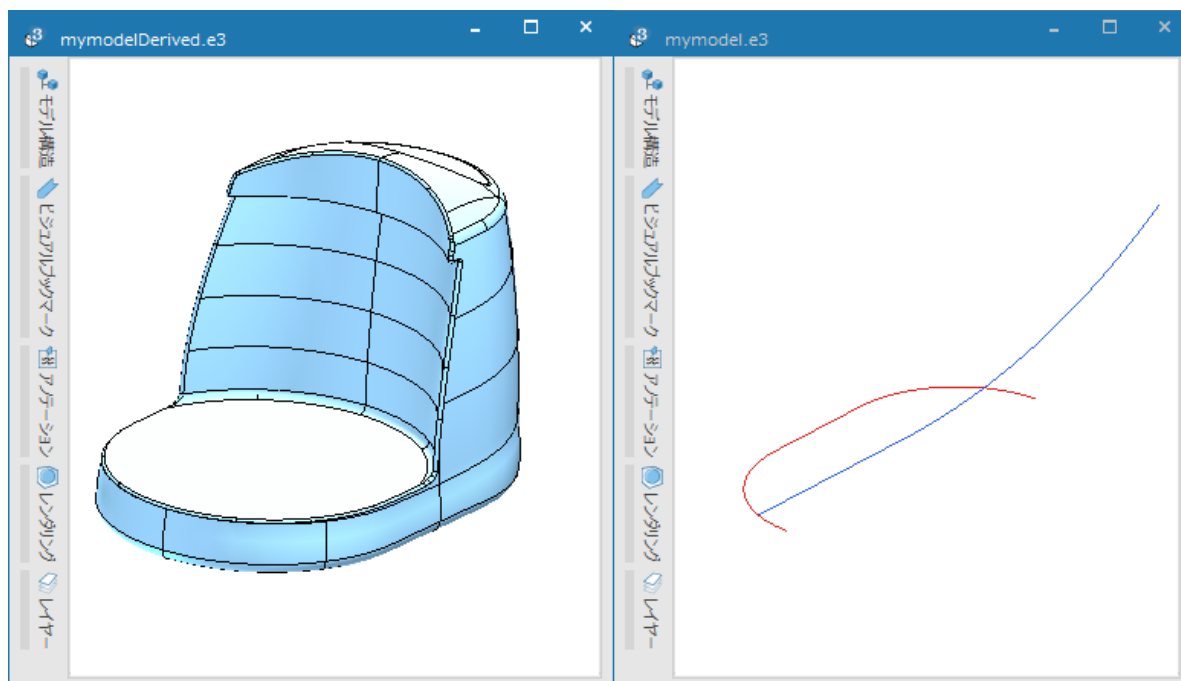 mymodelDerived.e3
モデル構造
ビジュアルブックマーク
アノテーション
レンダリング
レイヤー
mymodel.e3
モデル構造
ビジュアルブックマーク
アノテーション
レンダリング
レイヤー